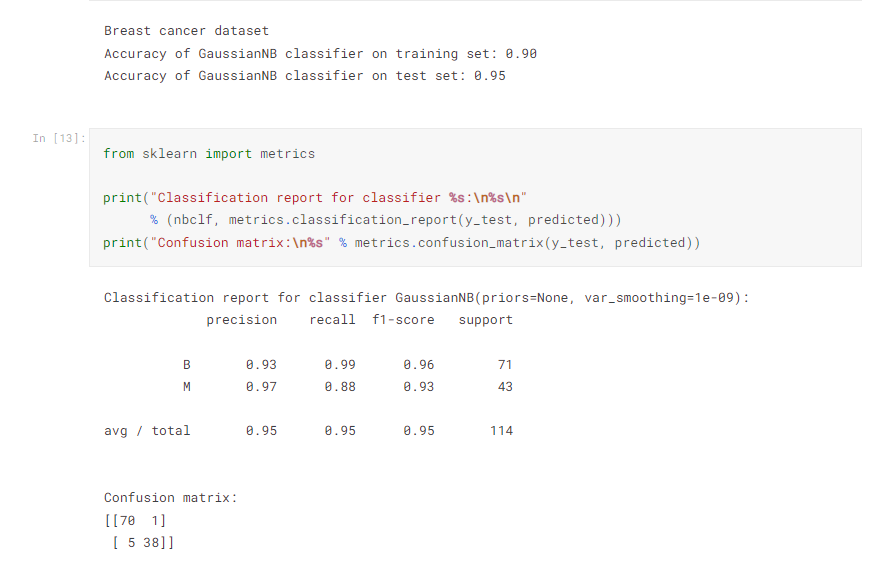 Breast cancer dataset
Accuracy of GaussianNB classifier on training set: 0.90
Accuracy of GaussianNB classifier on test set: 0.95
In [13]:
from sklearn import metrics
print("Classification report for classifier %s:\n%s\n"
      % (nbclf, metrics.classification_report(y_test, predicted)))
print("Confusion matrix:\n%s" % metrics.confusion_matrix(y_test, predicted))
Classification report for classifier GaussianNB(priors=None, var_smoothing=1e-09):
             precision    recall  f1-score   support
          B       0.93      0.99      0.96        71
          M       0.97      0.88      0.93        43
avg / total       0.95      0.95      0.95       114
Confusion matrix:
[[70  1]
 [ 5 38]]